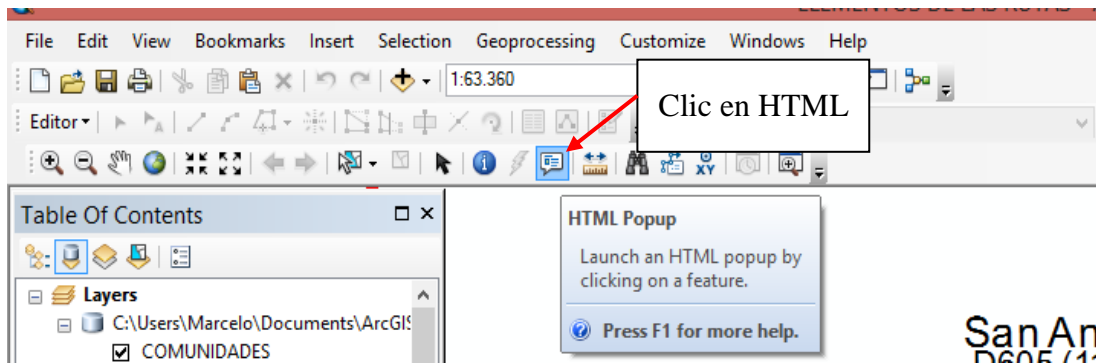 File Edit View Bookmarks Insert Selection Geoprocessing Customize Windows Help
1:63.360
Clic en HTML
Editor
XY
Table Of Contents
HTML Popup
Launch an HTML popup by
clicking on a feature.
Layers
Press F1 for more help.
C:\Users\Marcelo\Documents\ArcGIS
San An
COMUNIDADES